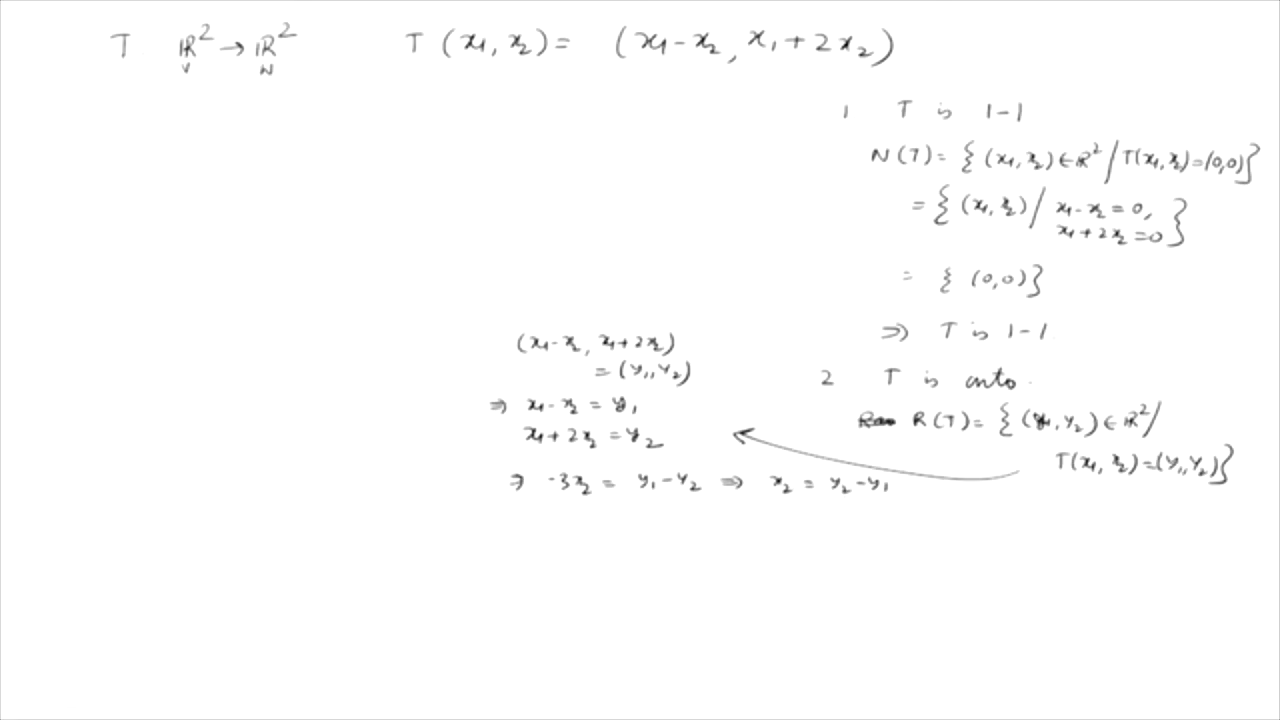 T ℝ² → ℝ² T (x₁, x₂) = (x₁ - x₂, x₁ + 2x₂)
V W
1 T is 1-1
N(T) = { (x₁, x₂) ∈ ℝ² / T(x₁, x₂) = (0,0)}
= { (x₁, x₂) / x₁ - x₂ = 0,
x₁ + 2x₂ = 0 }
= { (0,0)}
⇒ T is 1-1
2 T is onto.
R(T) = { (y₁, y₂) ∈ ℝ² /
T(x₁, x₂) = (y₁, y₂)}
(x₁ - x₂, x₁ + 2x₂)
= (y₁, y₂)
⇒ x₁ - x₂ = y₁
x₁ + 2x₂ = y₂
⇒ -3x₂ = y₁ - y₂ ⇒ x₂ = y₂ - y₁